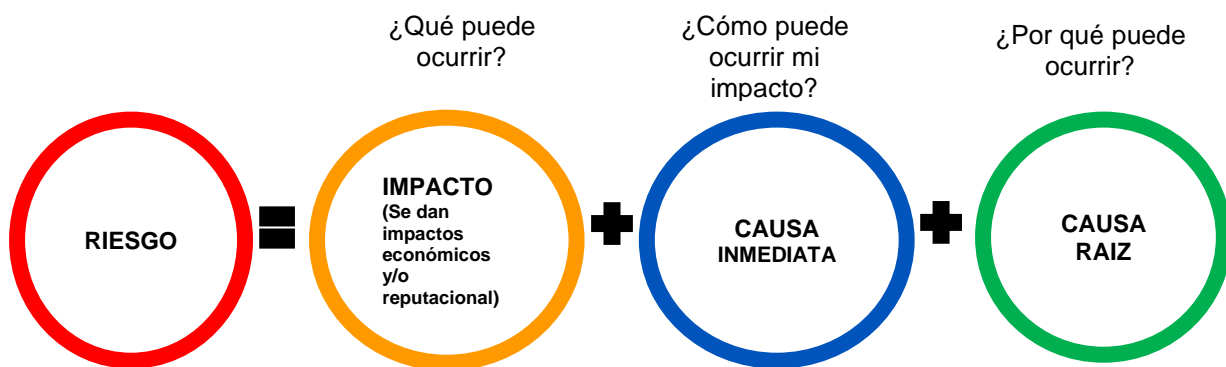 ¿Qué puede
ocurrir?
¿Cómo puede
ocurrir mi
impacto?
¿Por qué puede
ocurrir?
RIESGO
IMPACTO
(Se dan
impactos
económicos
y/o
reputacional)
CAUSA
INMEDIATA
CAUSA
RAIZ